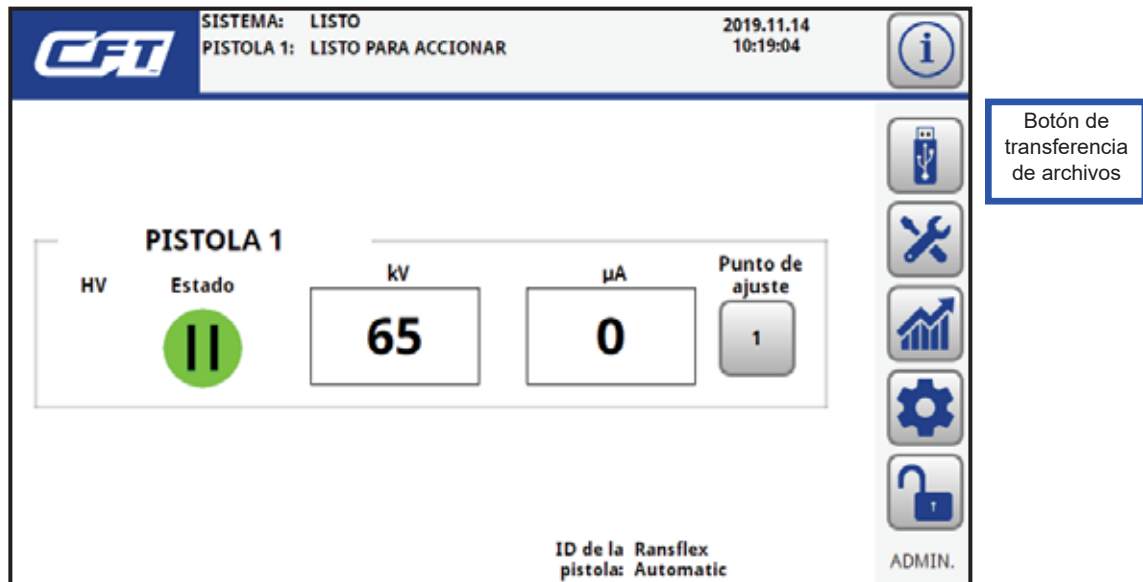 CFT
SISTEMA: LISTO
PISTOLA 1: LISTO PARA ACCIONAR
2019.11.14
10:19:04
i
Botón de
transferencia
de archivos
PISTOLA 1
HV
Estado
kV
µA
Punto de
ajuste
65
0
1
1
ID de la Ransflex
pistola: Automatic
ADMIN.